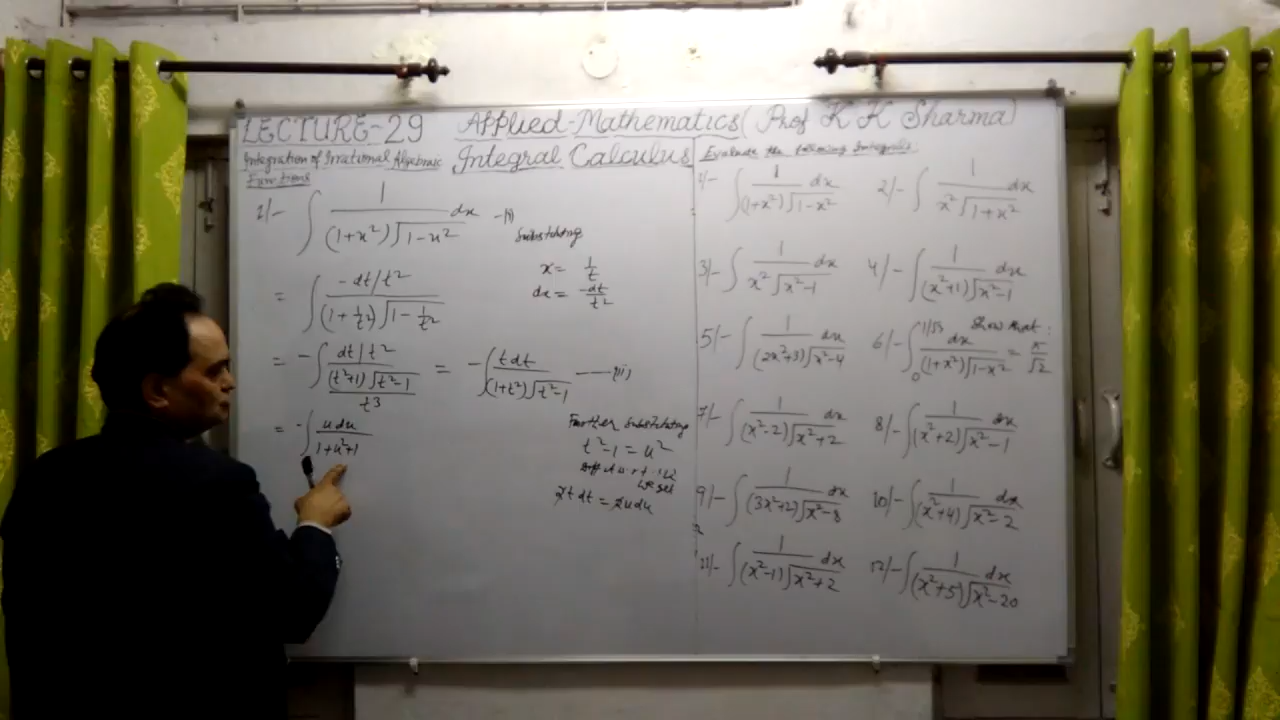 LECTURE-29 Applied-Mathematics (Prof K K Sharma)
Integration of Irrational Algebraic Functions
Integral Calculus
1/- ∫ 1/((1+x²)√(1-x²)) dx -(i)
Substituting
x = 1/t
dx = -dt/t²
= ∫ (-dt/t²)/((1+1/t²)√(1-1/t²))
= -∫ (dt/t²)/((t²+1)√(t²-1)/t³) = -∫ t dt/((1+t²)√(t²-1)) —(ii)
Further Substituting
t²-1 = u²
we get
2t dt = 2u du
= -∫ u du/(1+u²+1)
Evaluate the following Integrals
1/- ∫ 1/((1+x²)√(1-x²)) dx
2/- ∫ 1/(x²√(1+x²)) dx
3/- ∫ 1/(x²√(x²-1)) dx
4/- ∫ 1/((x²+1)√(x²-1)) dx
5/- ∫ 1/((2x²+3)√(x²-4)) dx
6/- ∫₀ dx/((1+x²)√(1-x²)) = π/√2 Show that:
7/- ∫ 1/((x²-2)√(x²+2)) dx
8/- ∫ 1/((x²+2)√(x²-1)) dx
9/- ∫ 1/((3x²+2)√(x²-8)) dx
10/- ∫ 1/((x²+4)√(x²-2)) dx
11/- ∫ 1/((x²-1)√(x²+2)) dx
12/- ∫ 1/((x²+5)√(x²-20)) dx